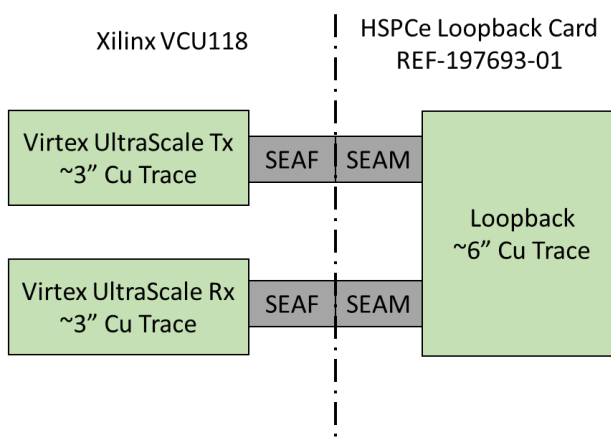 Xilinx VCU118
HSPCe Loopback Card
REF-197693-01
Virtex UltraScale Tx
~3” Cu Trace
SEAF
SEAM
Loopback
~6” Cu Trace
Virtex UltraScale Rx
~3” Cu Trace
SEAF
SEAM